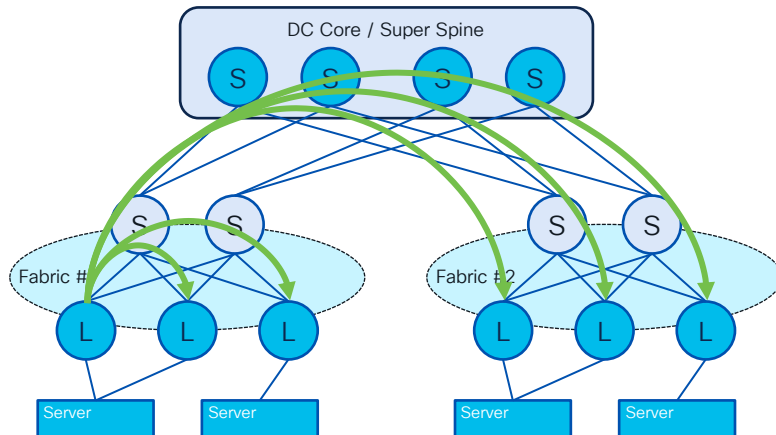 DC Core / Super Spine
S S S S
S S S S
Fabric # Fabric #2
L L L L L L
Server Server Server Server